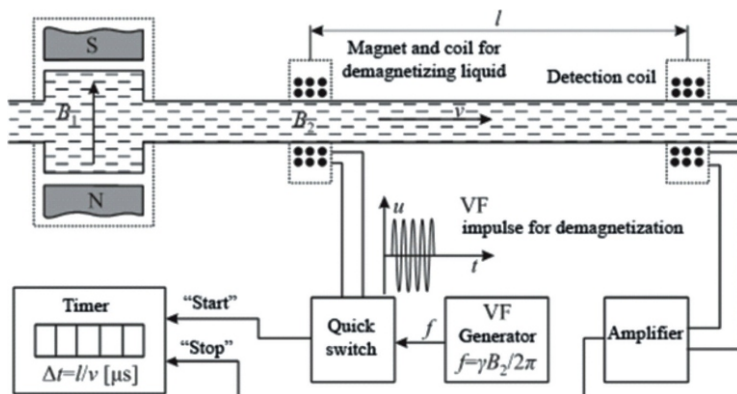 l
S
Magnet and coil for
demagnetizing liquid
Detection coil
B₁
B₂
v
N
u
VF
impulse for demagnetization
t
Timer
"Start"
"Stop"
Δt=l/v [μs]
Quick
switch
f
VF
Generator
f=γB₂/2π
Amplifier